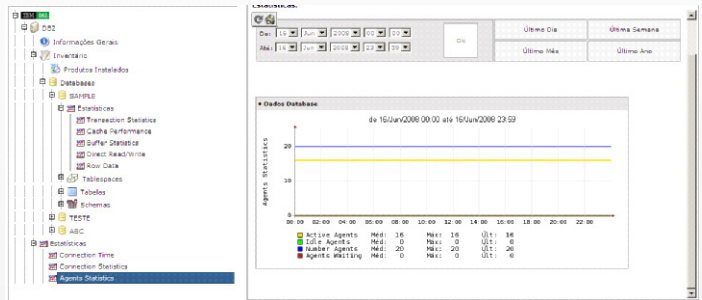 IBM
DB2
Informações Gerais
Inventário
Produtos Instalados
Databases
SAMPLE
Estatísticas
Transaction Statistics
Cache Performance
Buffer Statistics
Direct Read/Write
Row Data
Tablespaces
Tabelas
Schemas
TESTE
ABC
Estatísticas
Connection Time
Connection Statistics
Agents Statistics
Estatísticas:
De: 16 Jun 2008 00 00
Até: 16 Jun 2008 23 59
Ok
Último Dia Última Semana
Último Mês Último Ano
Dados Database
de 16/Jun/2008 00:00 até 16/Jun/2008 23:59
Agents Statistics
20
10
0
00:00 02:00 04:00 06:00 08:00 10:00 12:00 14:00 16:00 18:00 20:00 22:00
Active Agents Méd: 16 Máx: 16 Últ: 16
Idle Agents Méd: 0 Máx: 0 Últ: 0
Number Agents Méd: 20 Máx: 20 Últ: 20
Agents Waiting Méd: 0 Máx: 0 Últ: 0